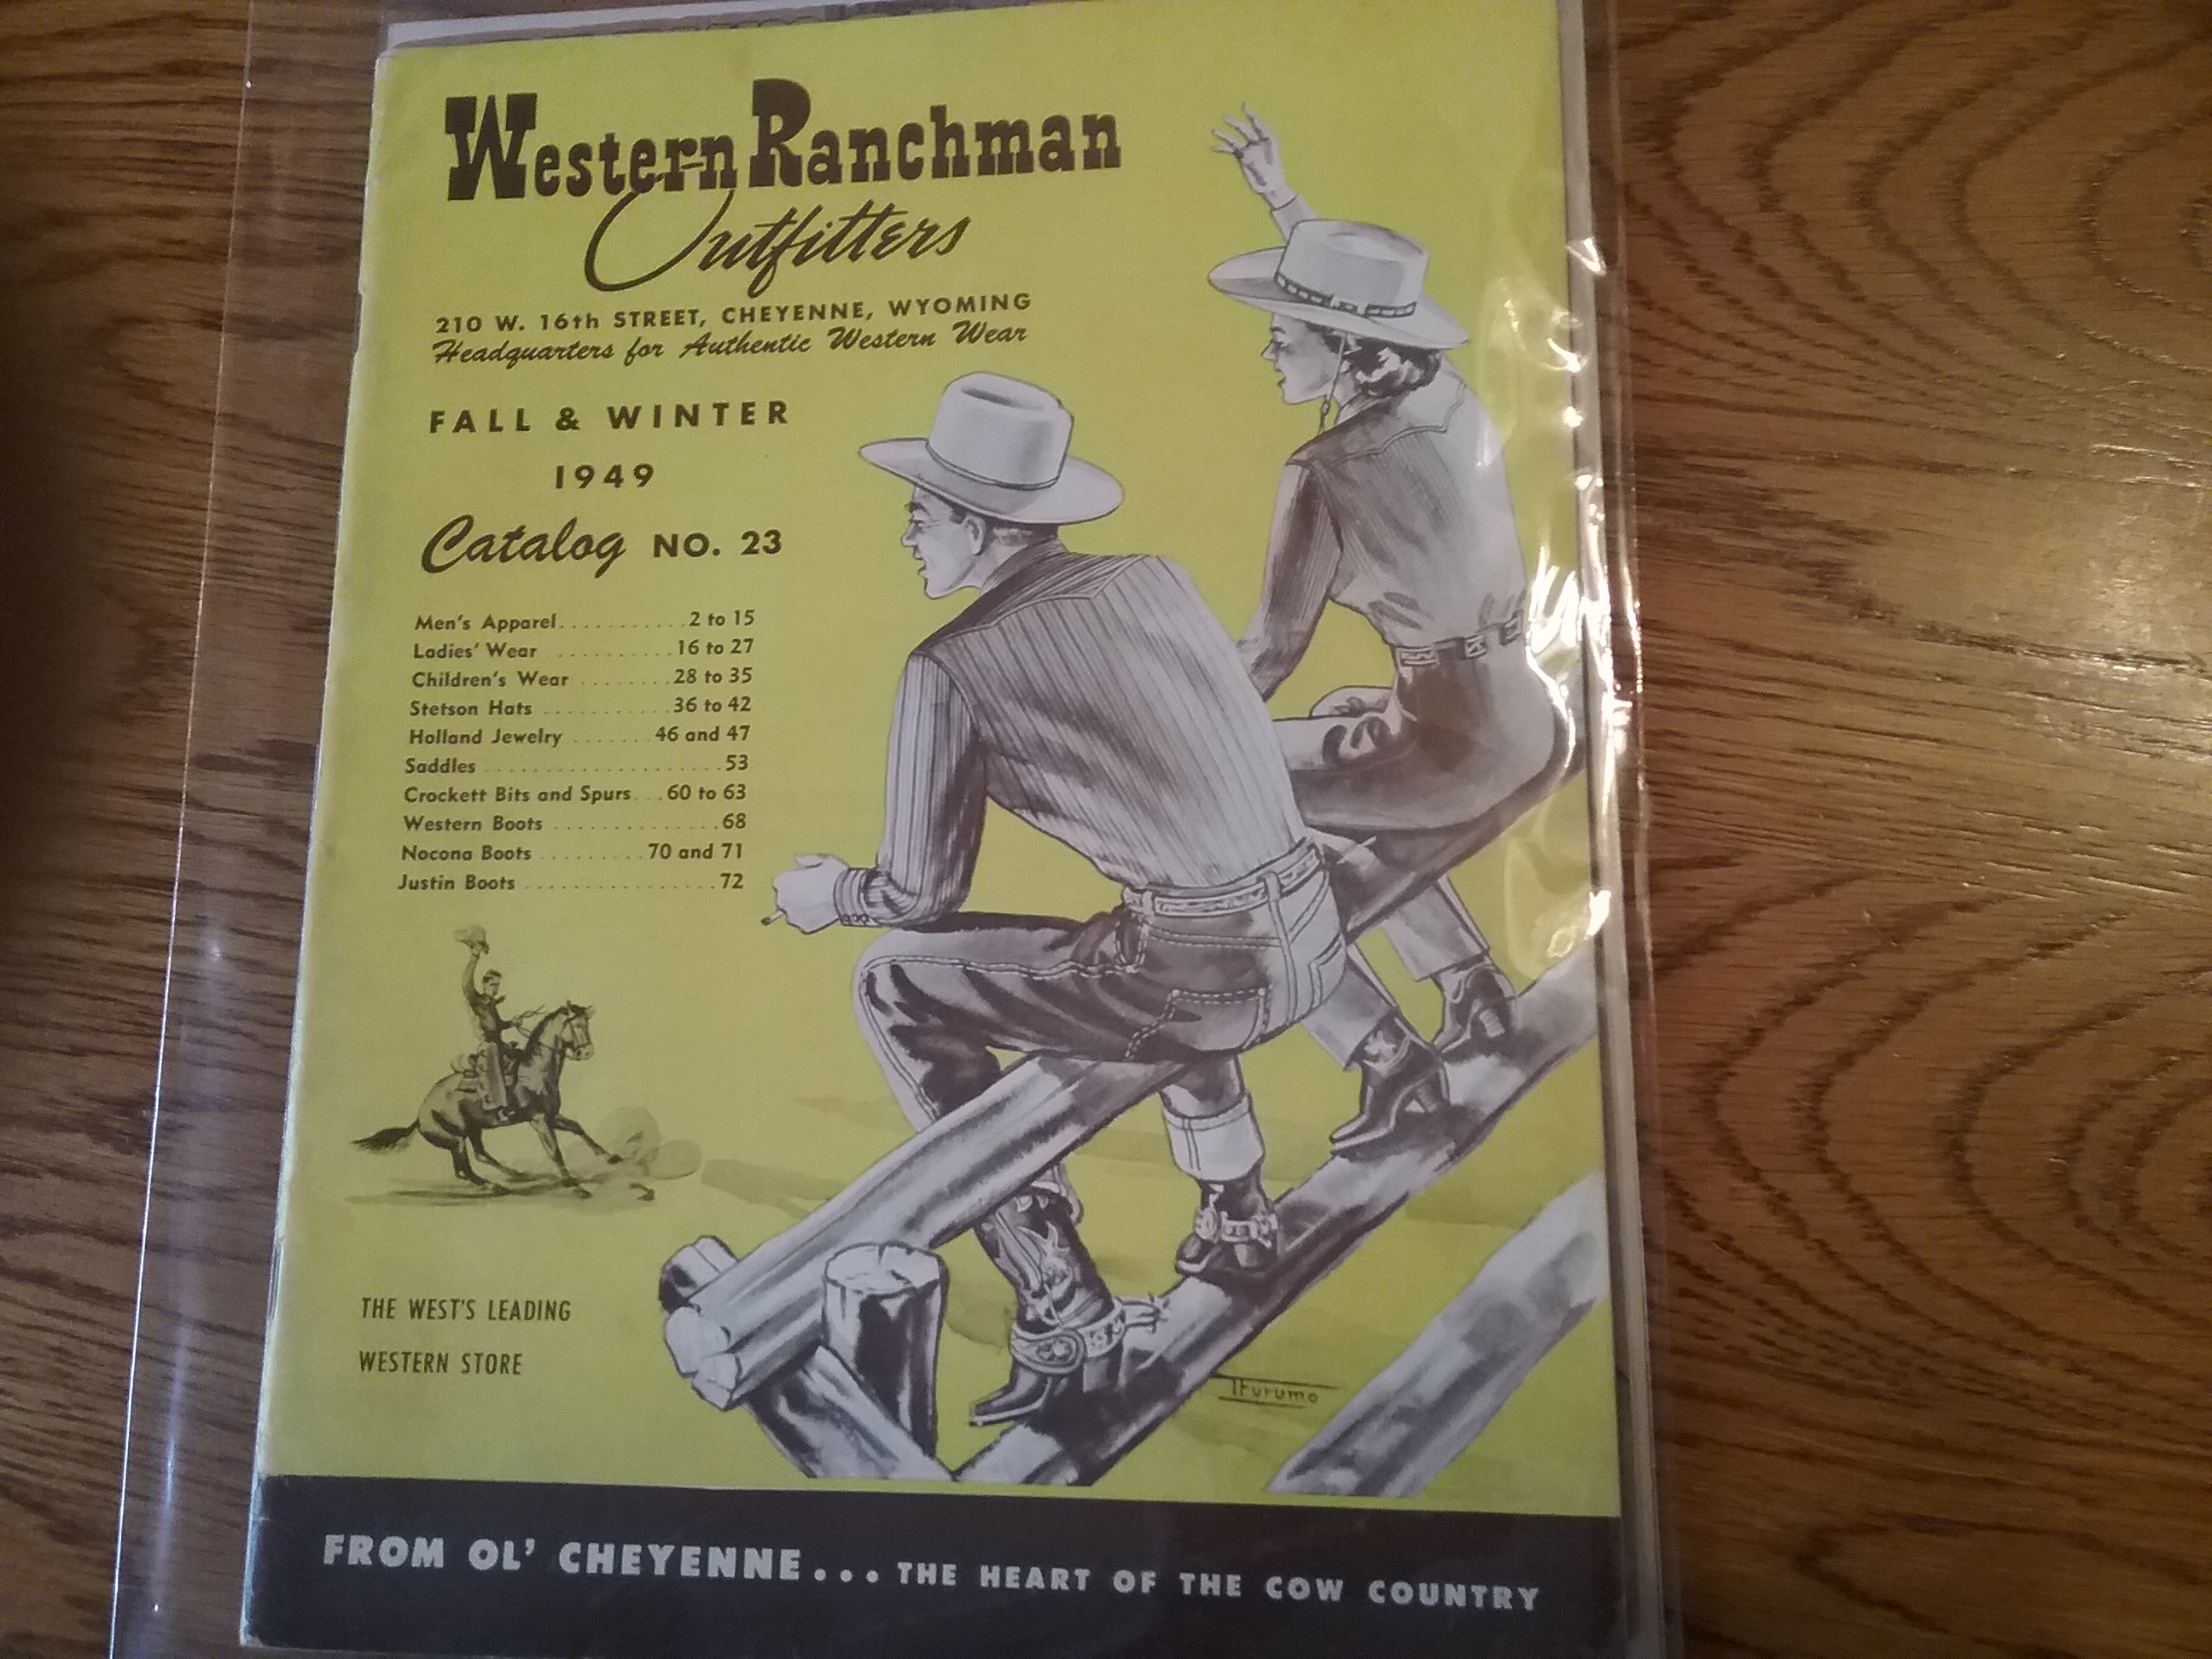 Western Ranchman
Outfitters
210 W. 16th STREET, CHEYENNE, WYOMING
Headquarters for Authentic Western Wear
FALL & WINTER
1949
Catalog NO. 23
Men's Apparel...........2 to 15
Ladies' Wear ..........16 to 27
Children's Wear ........28 to 35
Stetson Hats ...........36 to 42
Holland Jewelry .......46 and 47
Saddles ....................53
Crockett Bits and Spurs...60 to 63
Western Boots ..............68
Nocona Boots .........70 and 71
Justin Boots ................72
THE WEST'S LEADING
WESTERN STORE
TFurumo
FROM OL' CHEYENNE... THE HEART OF THE COW COUNTRY